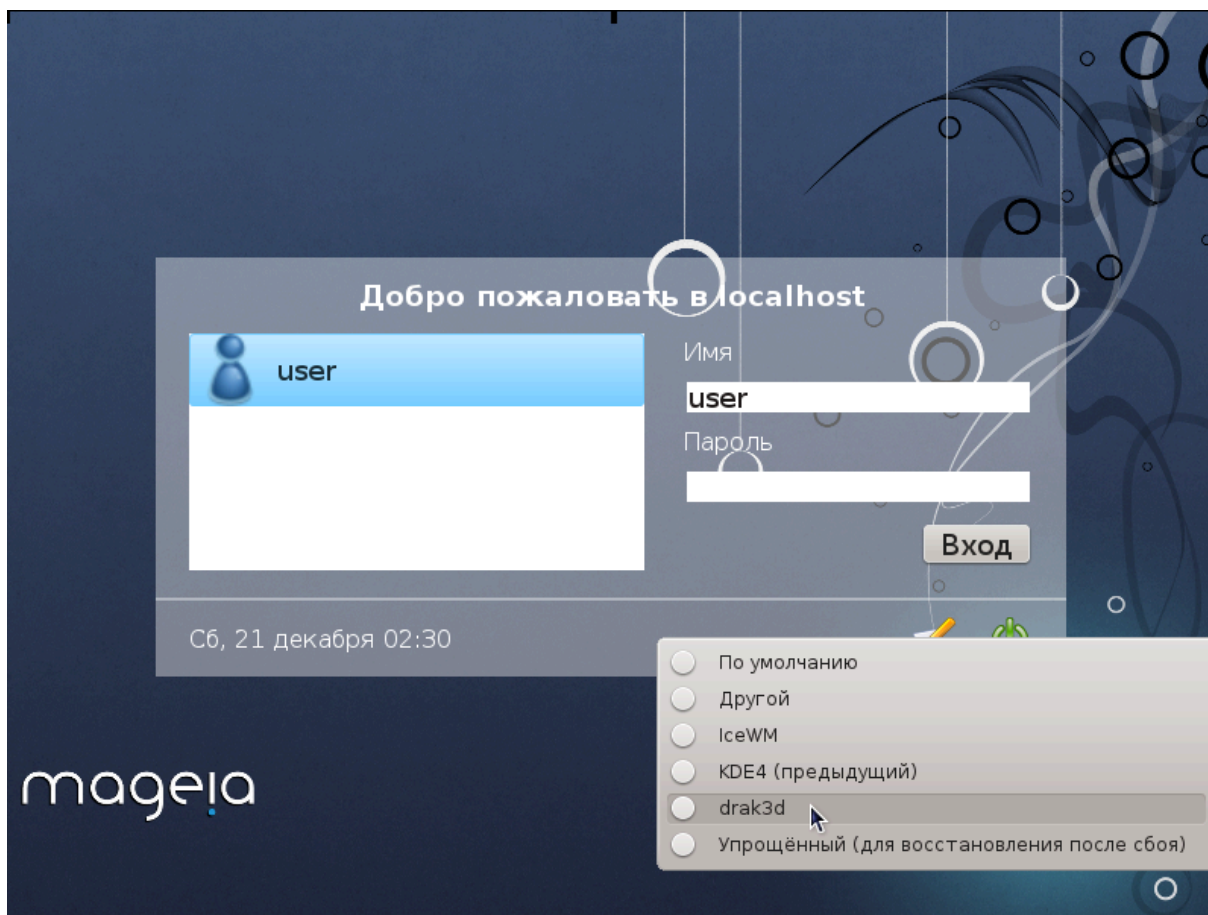 Добро пожаловать в localhost
user
Имя
user
Пароль
Вход
Сб, 21 декабря 02:30
По умолчанию
Другой
IceWM
KDE4 (предыдущий)
drak3d
Упрощённый (для восстановления после сбоя)
mageia